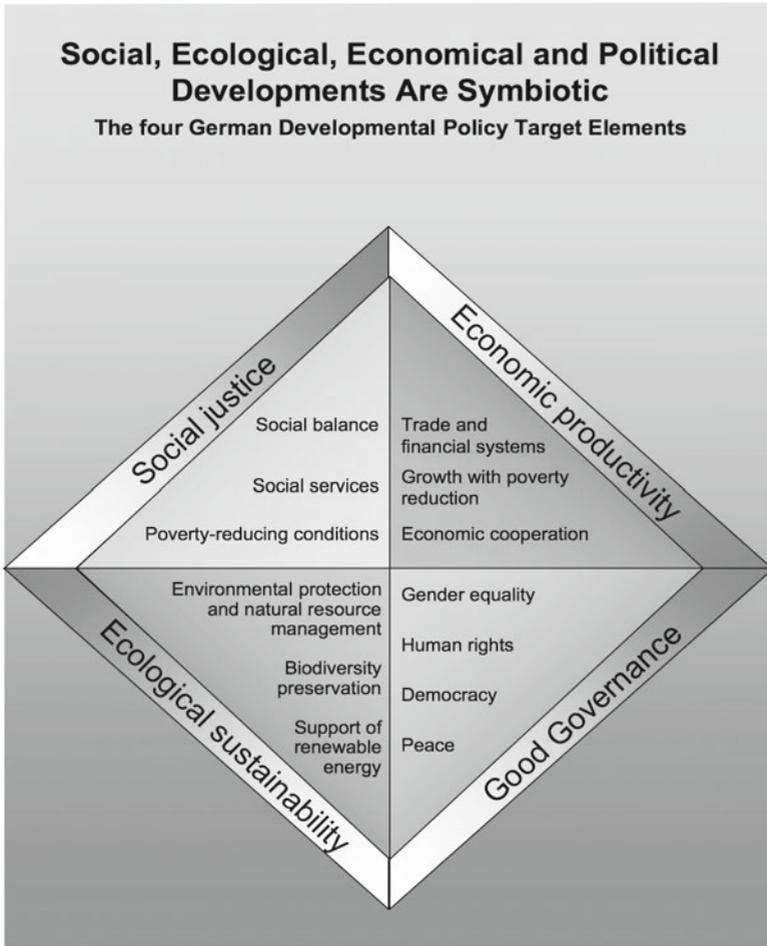 Social, Ecological, Economical and Political
Developments Are Symbiotic
The four German Developmental Policy Target Elements
Social justice
Social balance
Social services
Poverty-reducing conditions
Economic productivity
Trade and
financial systems
Growth with poverty
reduction
Economic cooperation
Ecological sustainability
Environmental protection
and natural resource
management
Biodiversity
preservation
Support of
renewable
energy
Good Governance
Gender equality
Human rights
Democracy
Peace